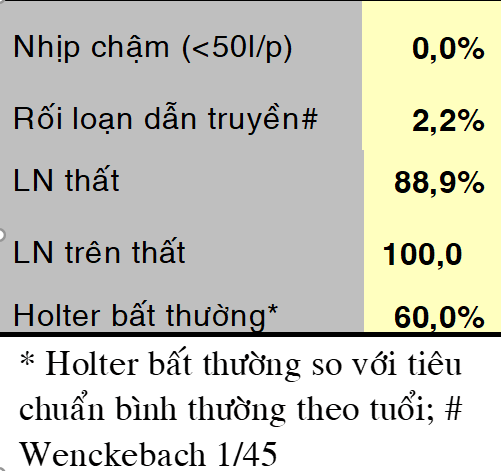 Nhịp chậm (<50l/p) 0,0%
Rối loạn dẫn truyền# 2,2%
LN thất 88,9%
LN trên thất 100,0
Holter bất thường* 60,0%
* Holter bất thường so với tiêu
chuẩn bình thường theo tuổi; #
Wenckebach 1/45